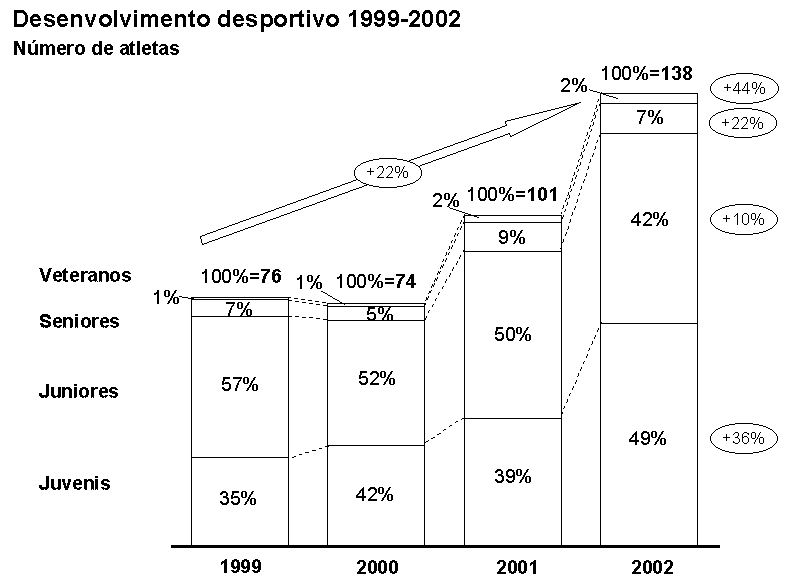 Desenvolvimento desportivo 1999-2002
Número de atletas
2% 100%=138 +44%
7% +22%
+22%
2% 100%=101
9%
42% +10%
Veteranos 100%=76 1% 100%=74
1% 7% 5%
Seniores
50%
Juniores 57% 52%
49% +36%
Juvenis 35% 42% 39%
1999 2000 2001 2002